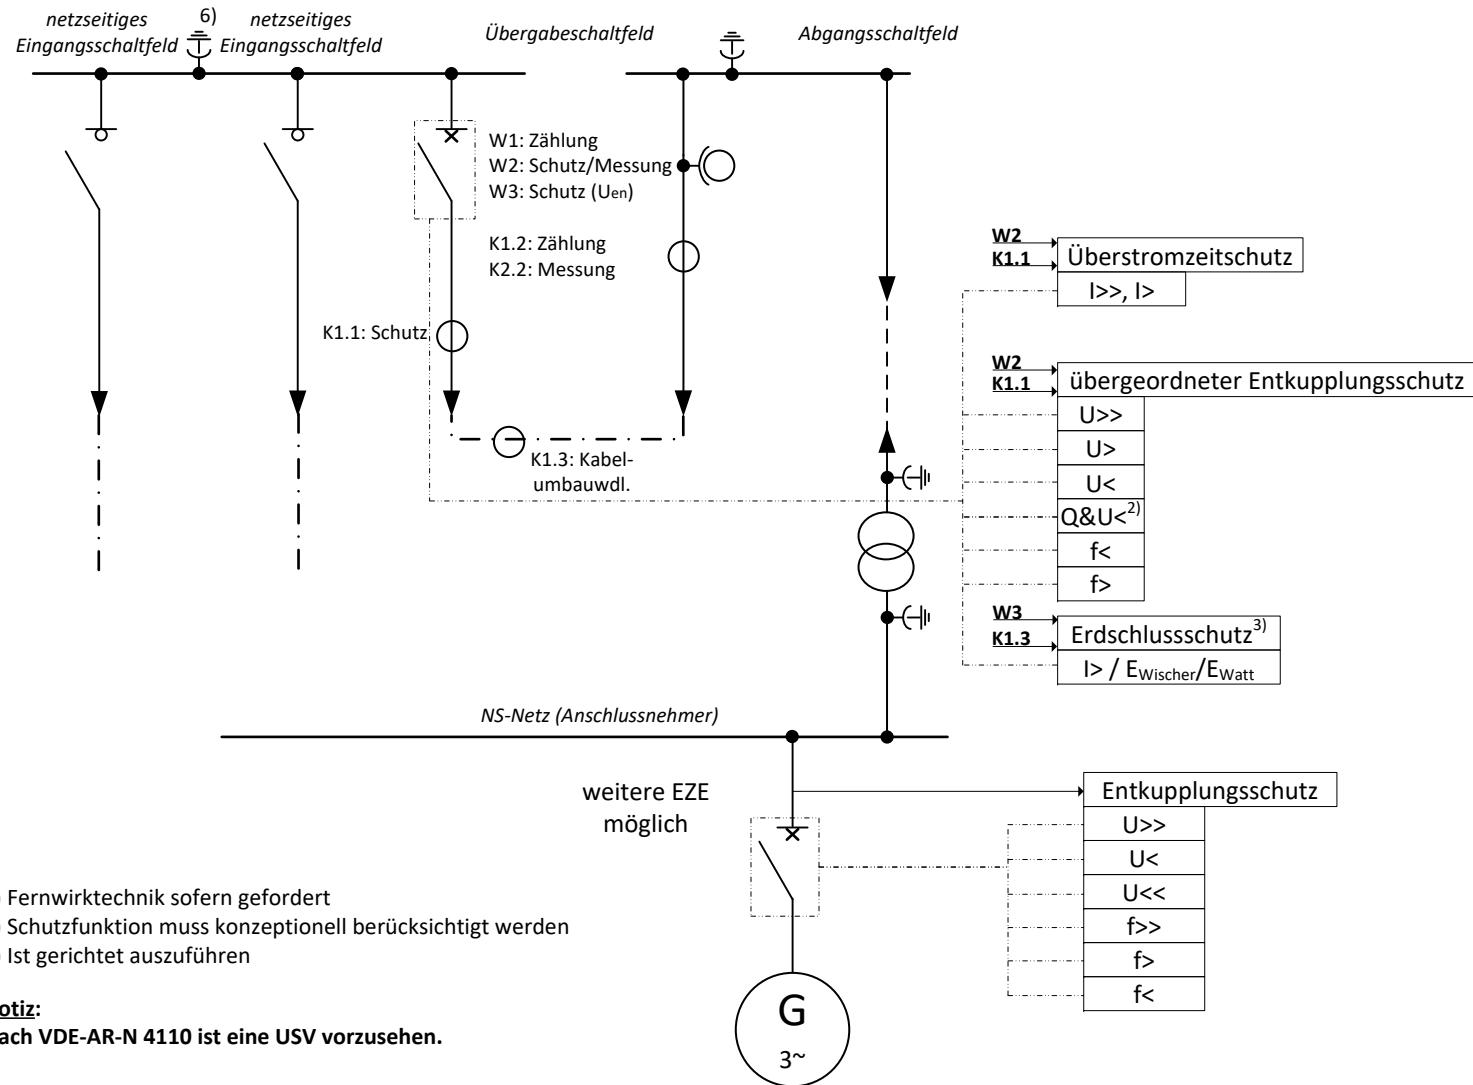 netzseitiges
Eingangsschaltfeld
6)
netzseitiges
Eingangsschaltfeld
Übergabeschaltfeld
Abgangsschaltfeld
W1: Zählung
W2: Schutz/Messung
W3: Schutz (Uen)
K1.2: Zählung
K2.2: Messung
K1.1: Schutz
K1.3: Kabel-
umbauwdl.
W2
K1.1
Überstromzeitschutz
I>>, I>
W2
K1.1
übergeordneter Entkupplungsschutz
U>>
U>
U<
Q&U<2)
f<
f>
W3
K1.3
Erdschlussschutz3)
I> / EWischer/EWatt
NS-Netz (Anschlussnehmer)
weitere EZE
möglich
Entkupplungsschutz
U>>
U<
U<<
f>>
f>
f<
G
3~
) Fernwirktechnik sofern gefordert
) Schutzfunktion muss konzeptionell berücksichtigt werden
) Ist gerichtet auszuführen
otiz:
ach VDE-AR-N 4110 ist eine USV vorzusehen.